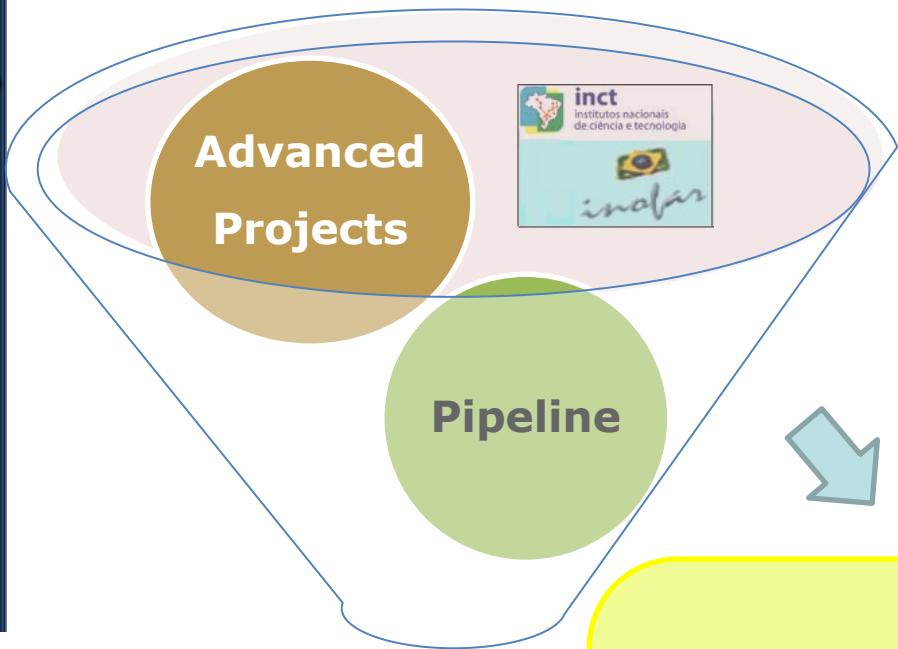 Advanced
Projects
inct
institutos nacionais
de ciência e tecnologia
inofar
Pipeline